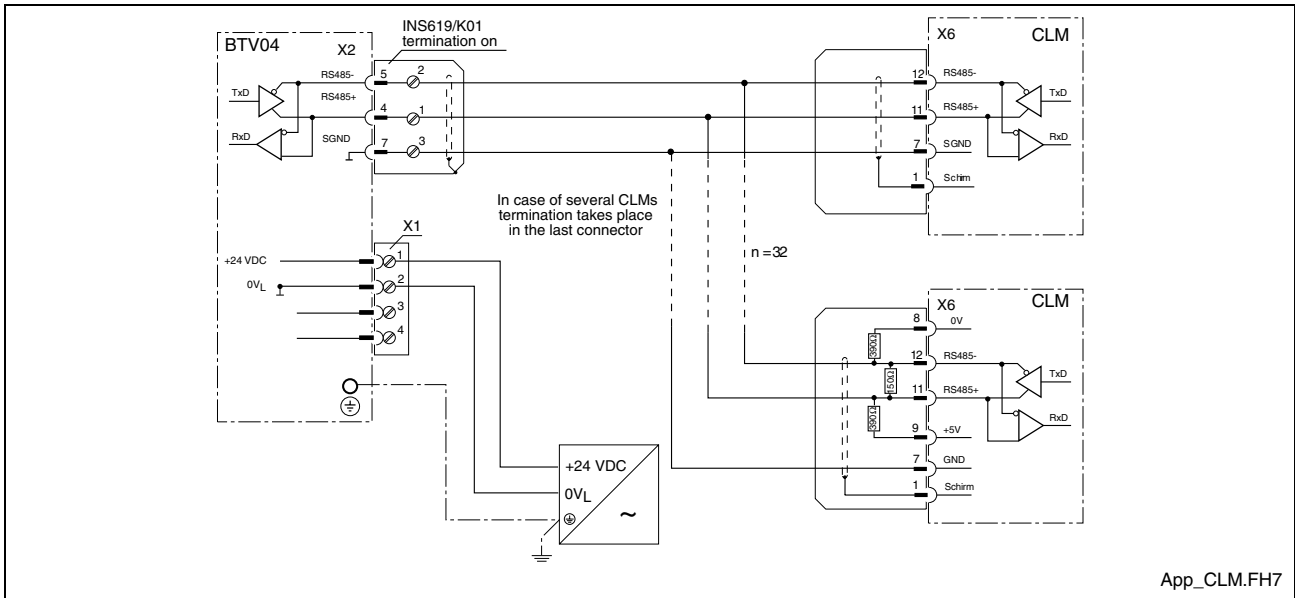 INS619/K01
termination on
BTV04
X2
RS485-
5
2
TxD
RS485+
4
1
RxD
SGND
7
3
X6
CLM
12
RS485-
TxD
11
RS485+
RxD
7
SGND
1
Schim
In case of several CLMs
termination takes place
in the last connector
n =32
X1
+24 VDC
1
0VL
2
3
4
X6
CLM
8
0V
390Ω
12
RS485-
TxD
150Ω
11
RS485+
RxD
390Ω
9
+5V
7
GND
1
Schirm
+24 VDC
0VL
~
App_CLM.FH7